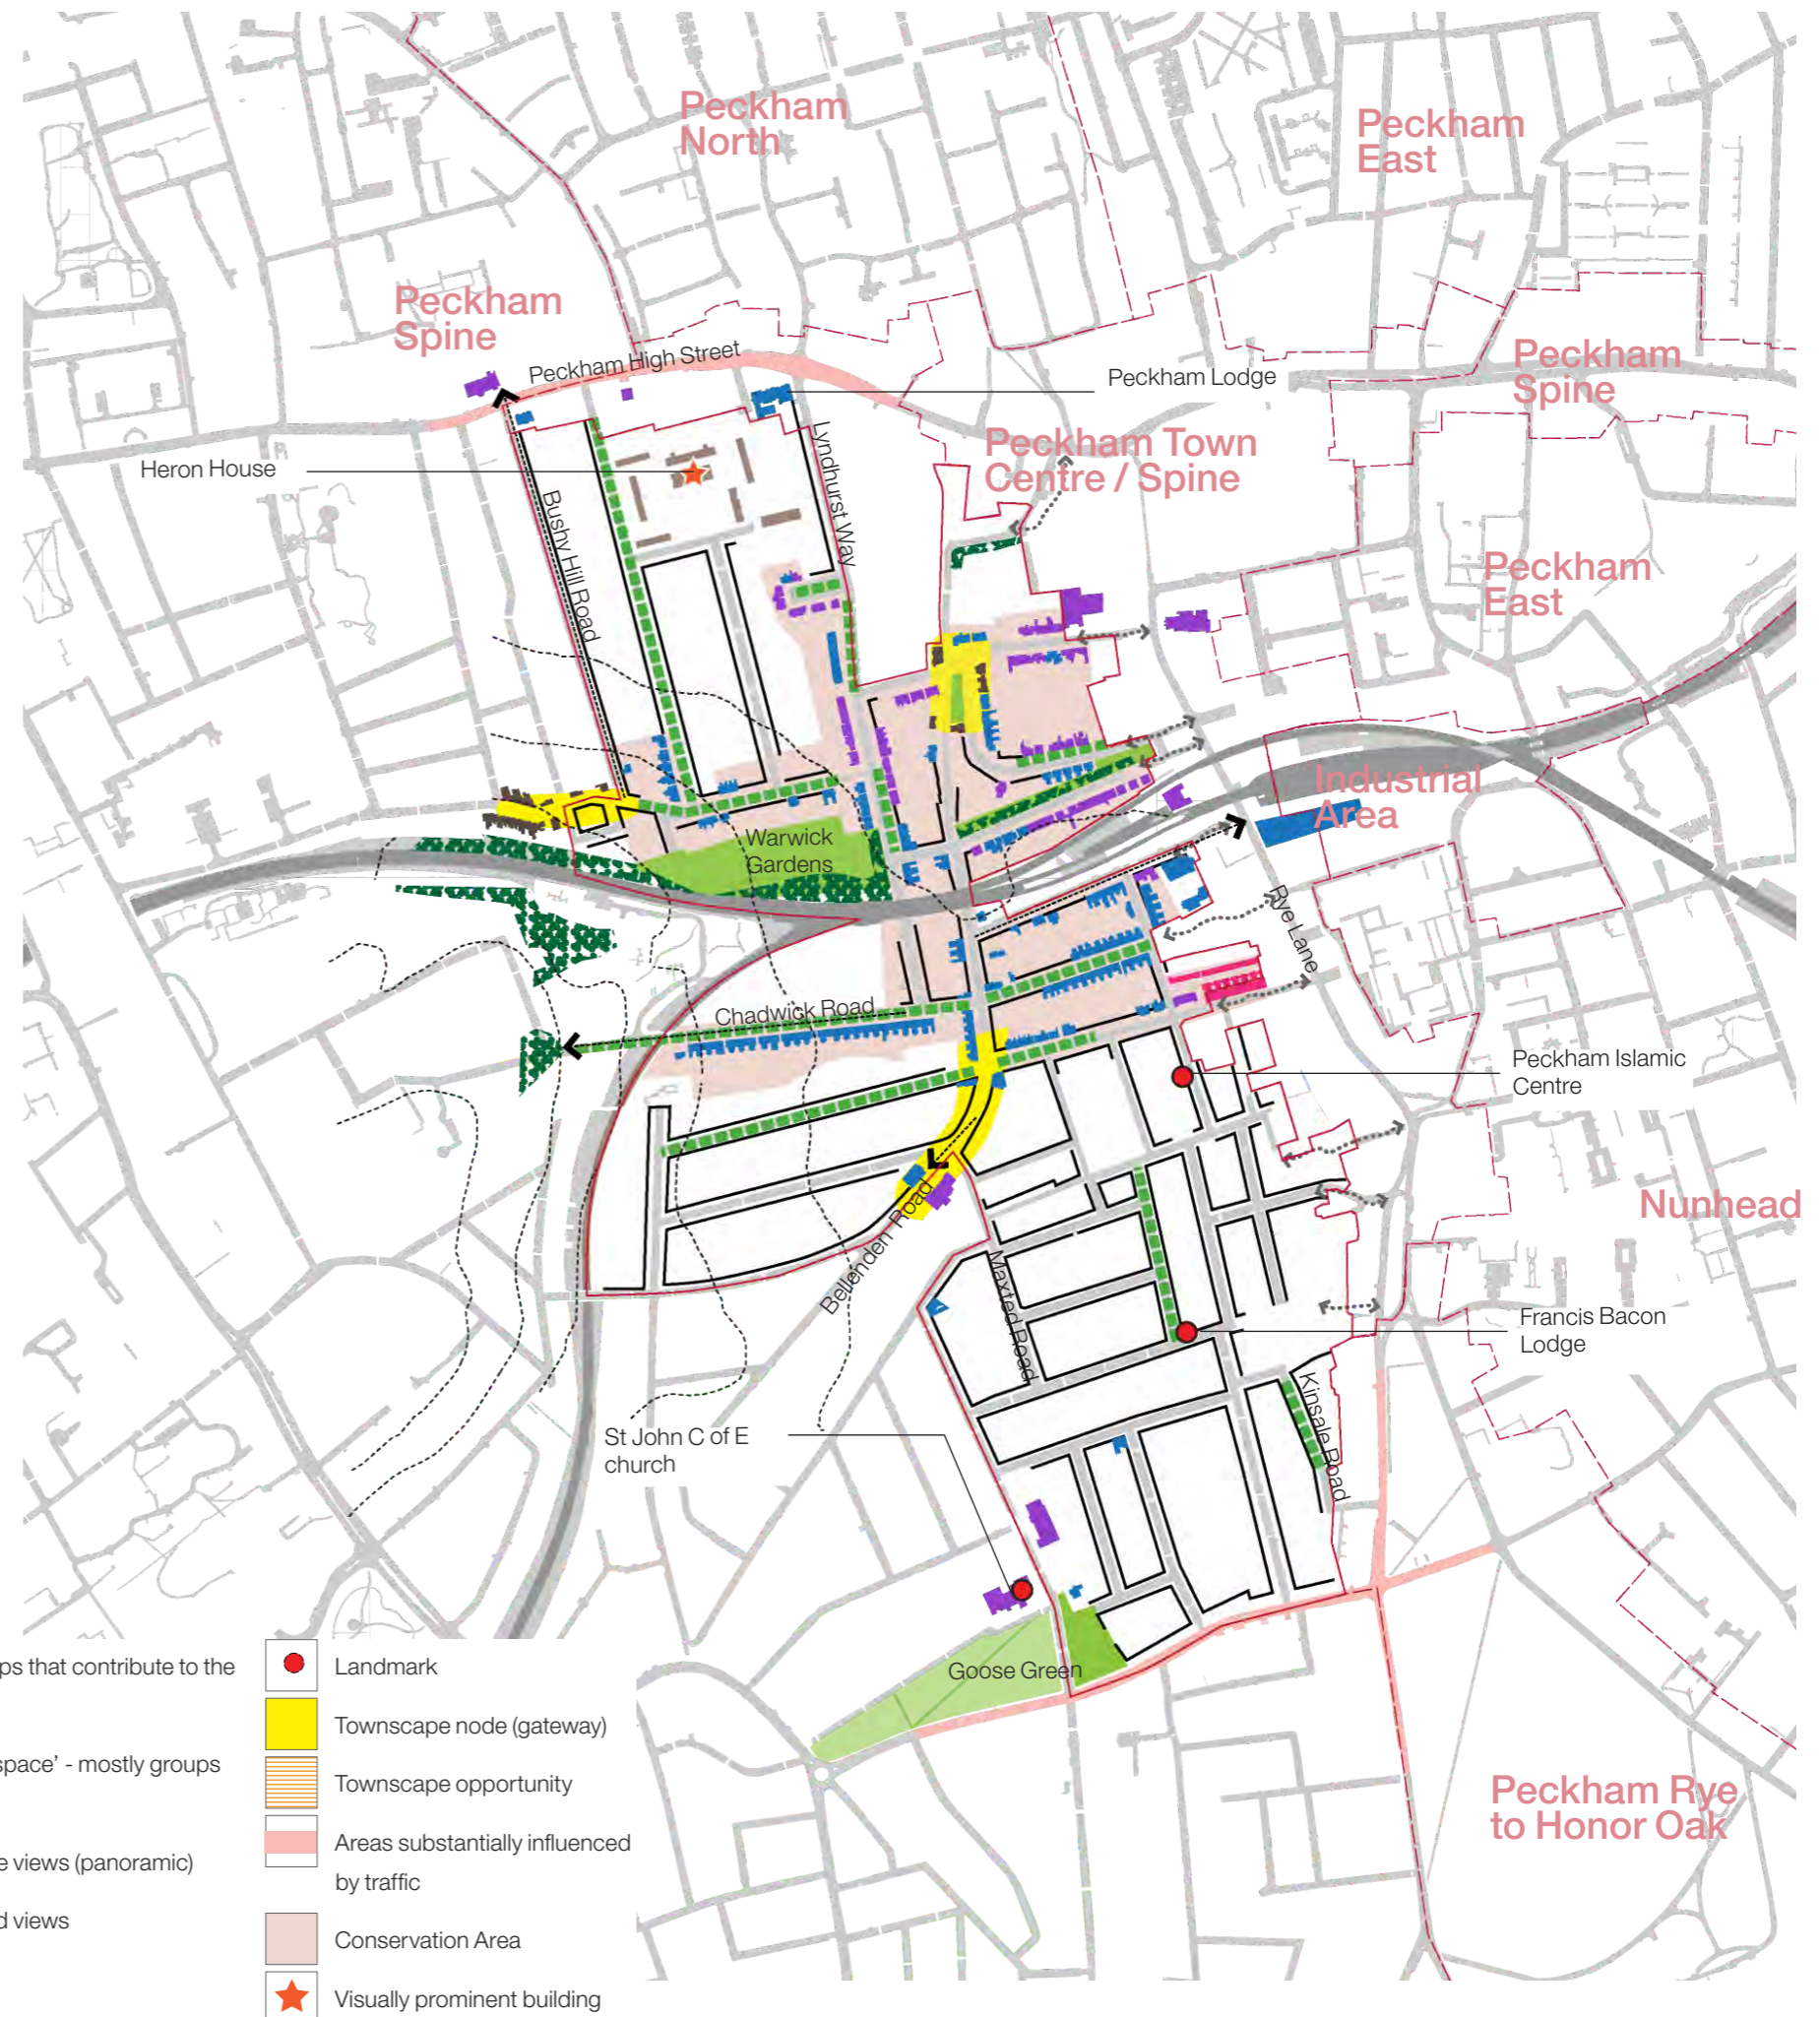 Peckham
North
Peckham
East
Peckham
Spine
Peckham High Street
Peckham
Spine
Peckham Lodge
Peckham Town
Centre / Spine
Heron House
Lyndhurst Way
Bushy Hill Road
Peckham
East
Industrial
Area
Warwick
Gardens
Rye Lane
Chadwick Road
Peckham Islamic
Centre
Nunhead
Bellenden Road
Maxted Road
Francis Bacon
Lodge
Kinsale Road
St John C of E
church
Goose Green
Peckham Rye
to Honor Oak
ps that contribute to the
space’ - mostly groups
e views (panoramic)
d views
Landmark
Townscape node (gateway)
Townscape opportunity
Areas substantially influenced
by traffic
Conservation Area
Visually prominent building